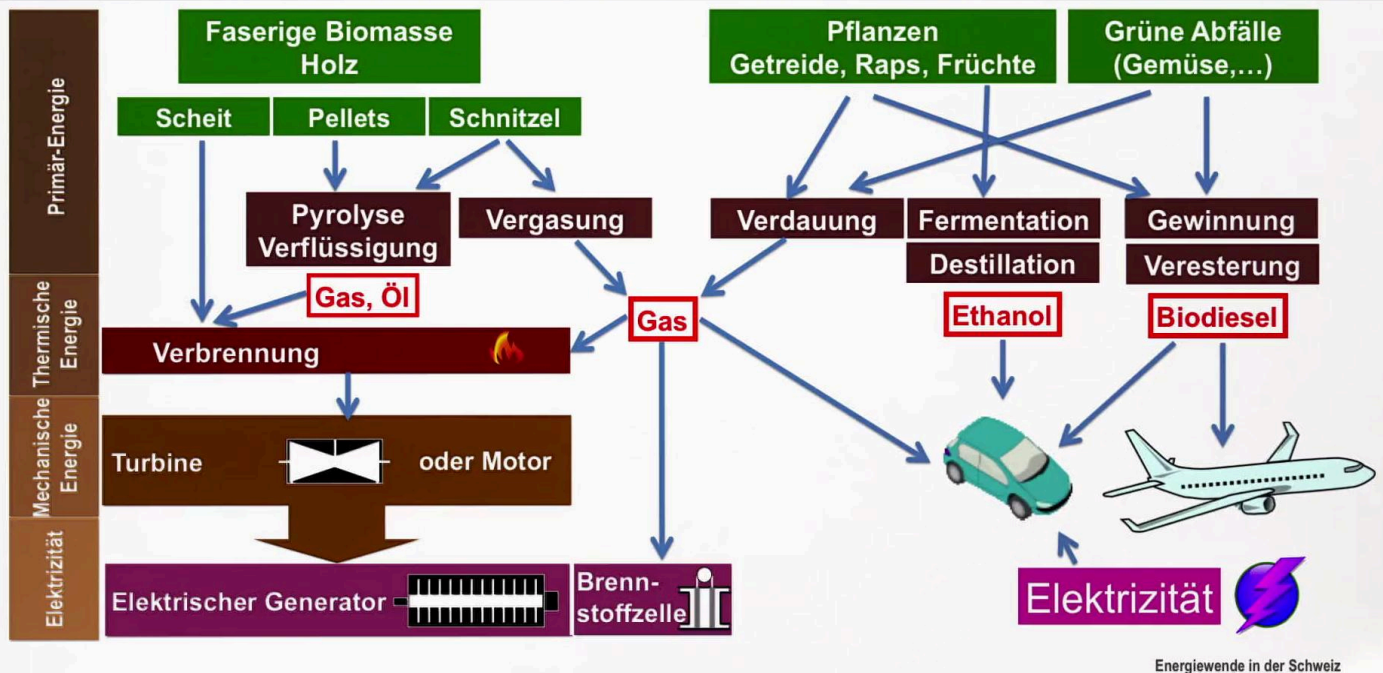 Faserige Biomasse
Holz
Pflanzen
Getreide, Raps, Früchte
Grüne Abfälle
(Gemüse,...)
Primär-Energie
Scheit
Pellets
Schnitzel
Pyrolyse
Verflüssigung
Vergasung
Verdauung
Fermentation
Destillation
Gewinnung
Veresterung
Gas, Öl
Gas
Ethanol
Biodiesel
Thermische
Energie
Verbrennung
Mechanische
Energie
Turbine
oder Motor
Elektrizität
Elektrischer Generator
Brenn-
stoffzelle
Elektrizität
Energiewende in der Schweiz